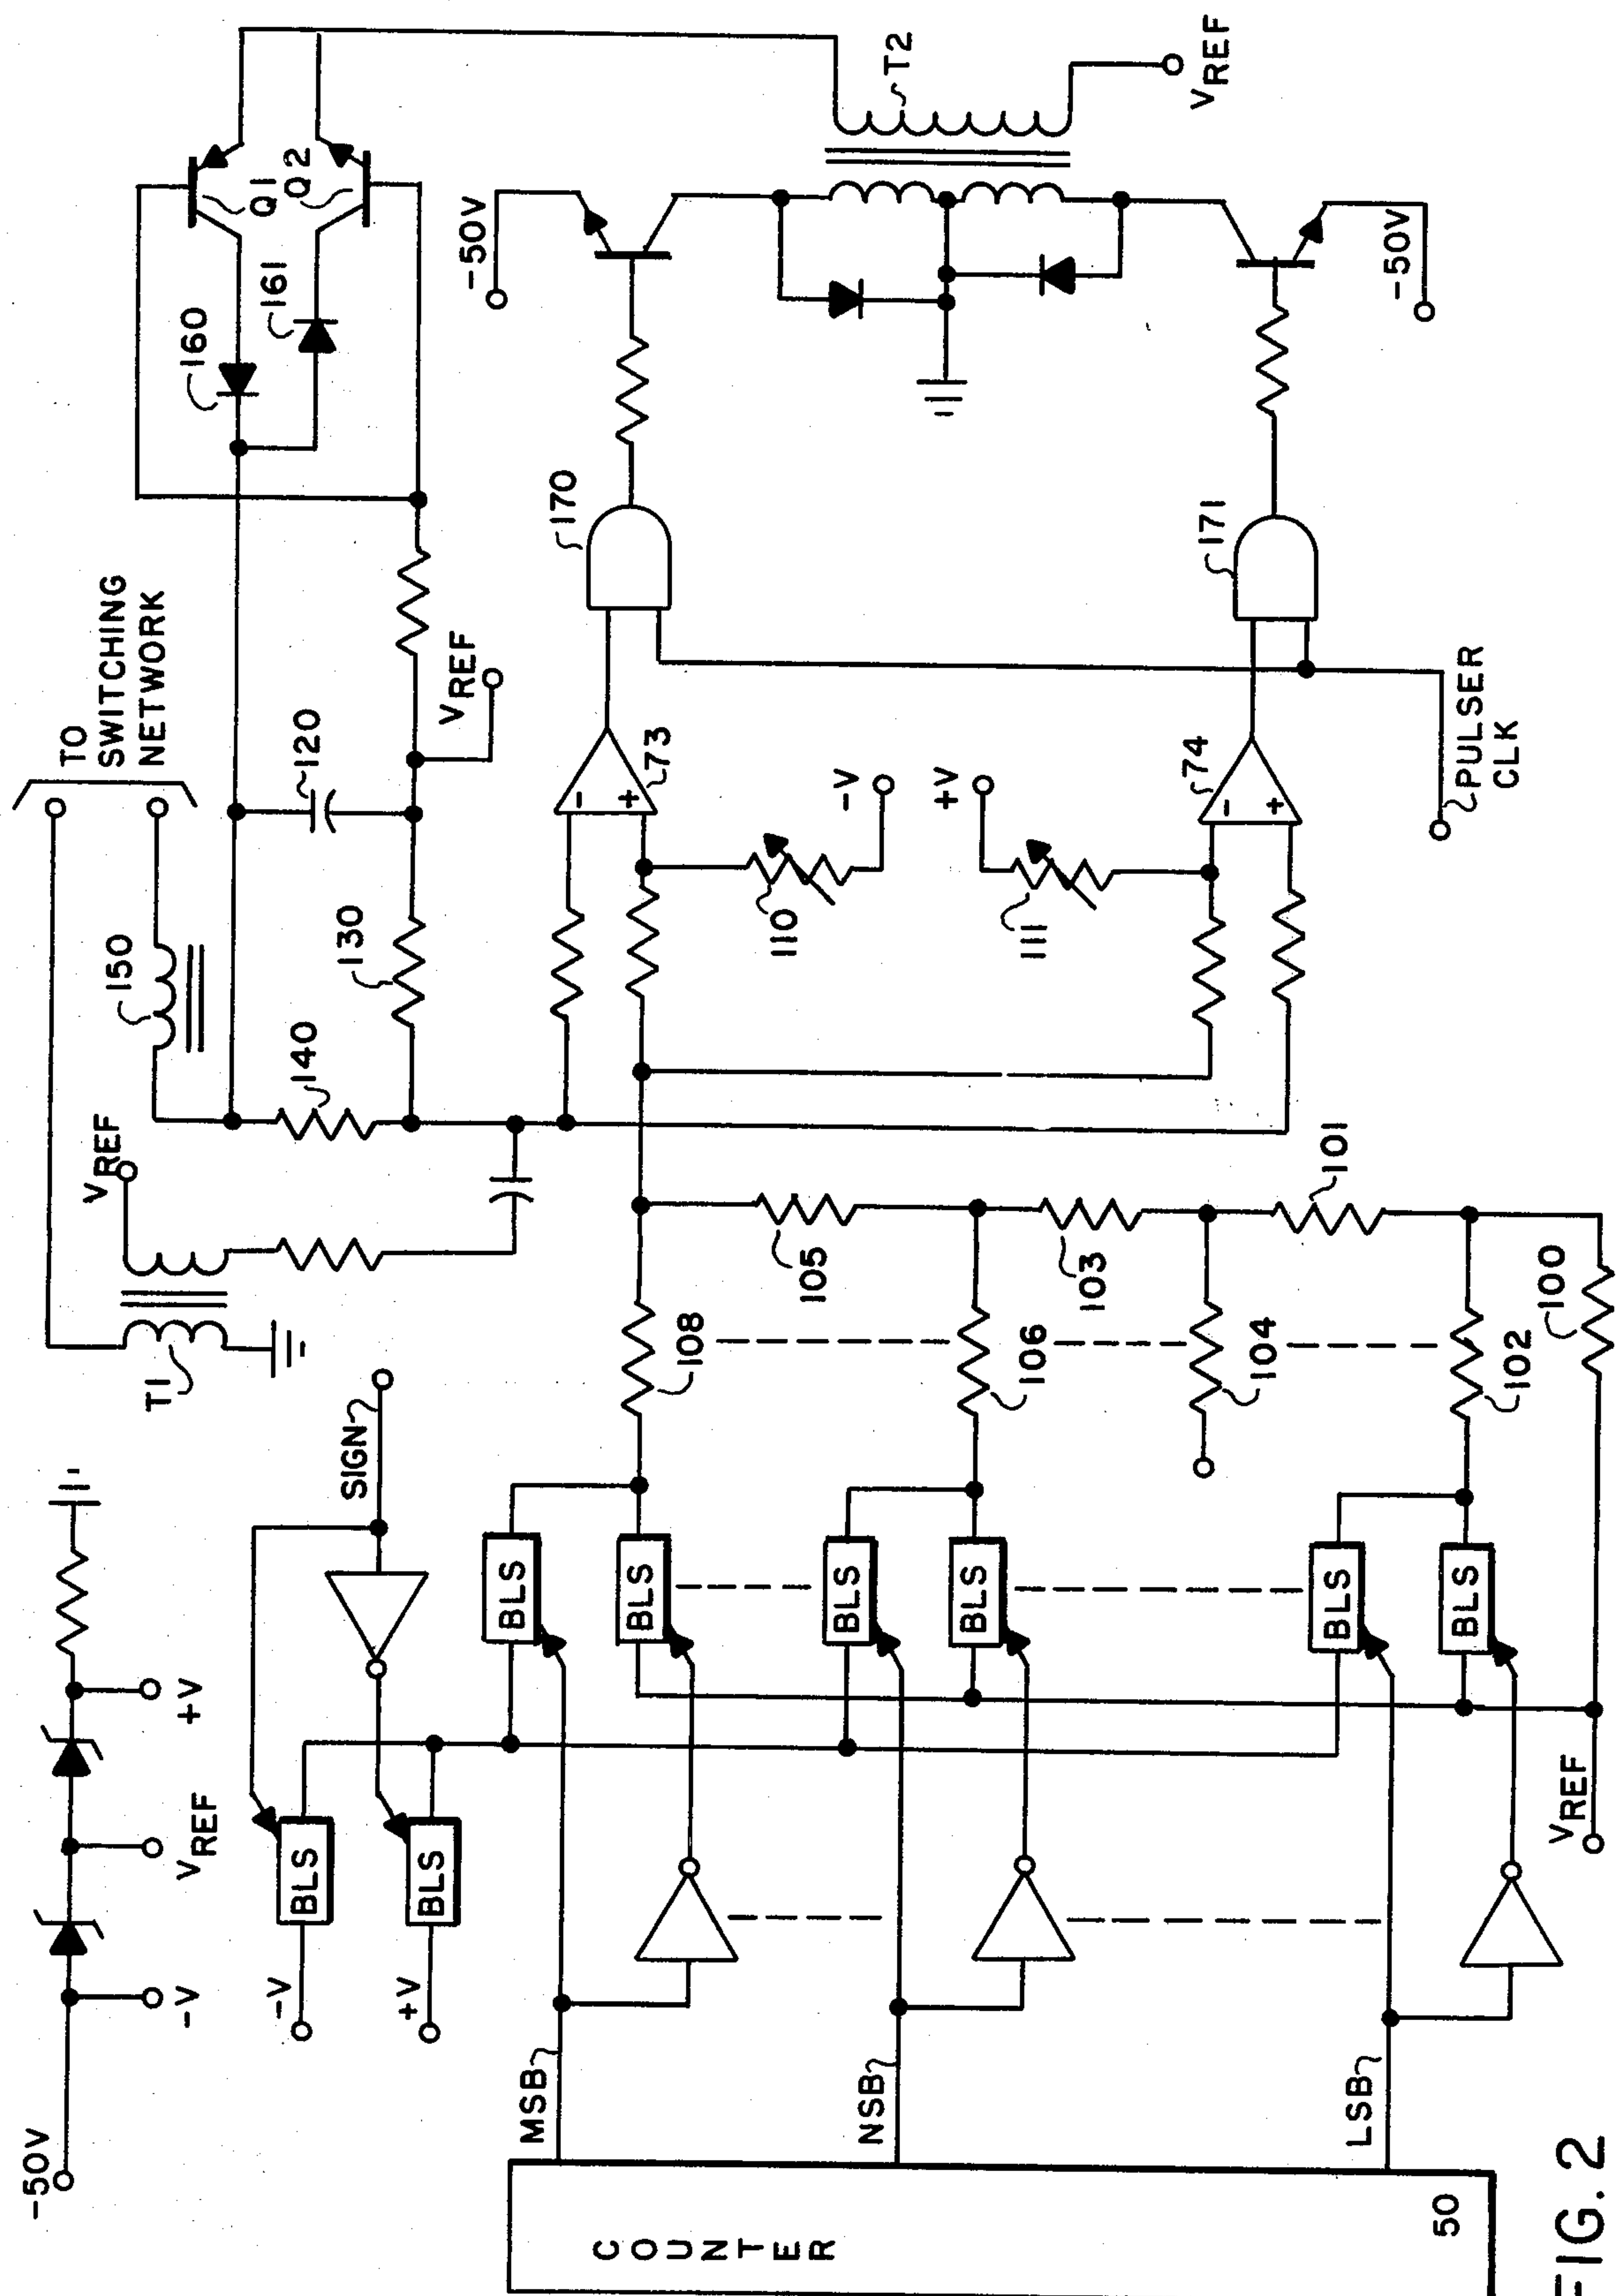 -50V
-V
VREF
+V
-V
+V
BLS
BLS
SIGN
T1
VREF
150
140
130
120
TO
SWITCHING
NETWORK
VREF
160
161
Q1
Q2
-50V
T2
VREF
-50V
170
171
73
-
+
74
-
+
110
-V
+V
111
PULSER
CLK
MSB
BLS
BLS
108
105
NSB
BLS
BLS
106
103
104
101
LSB
BLS
BLS
102
100
VREF
COUNTER
50
FIG. 2